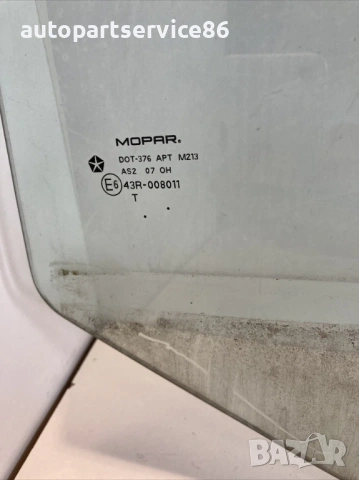 autopartservice86
MOPAR.
DOT-376 APT M213
AS2 07 OH
E6 43R-008011
T
BAZAR